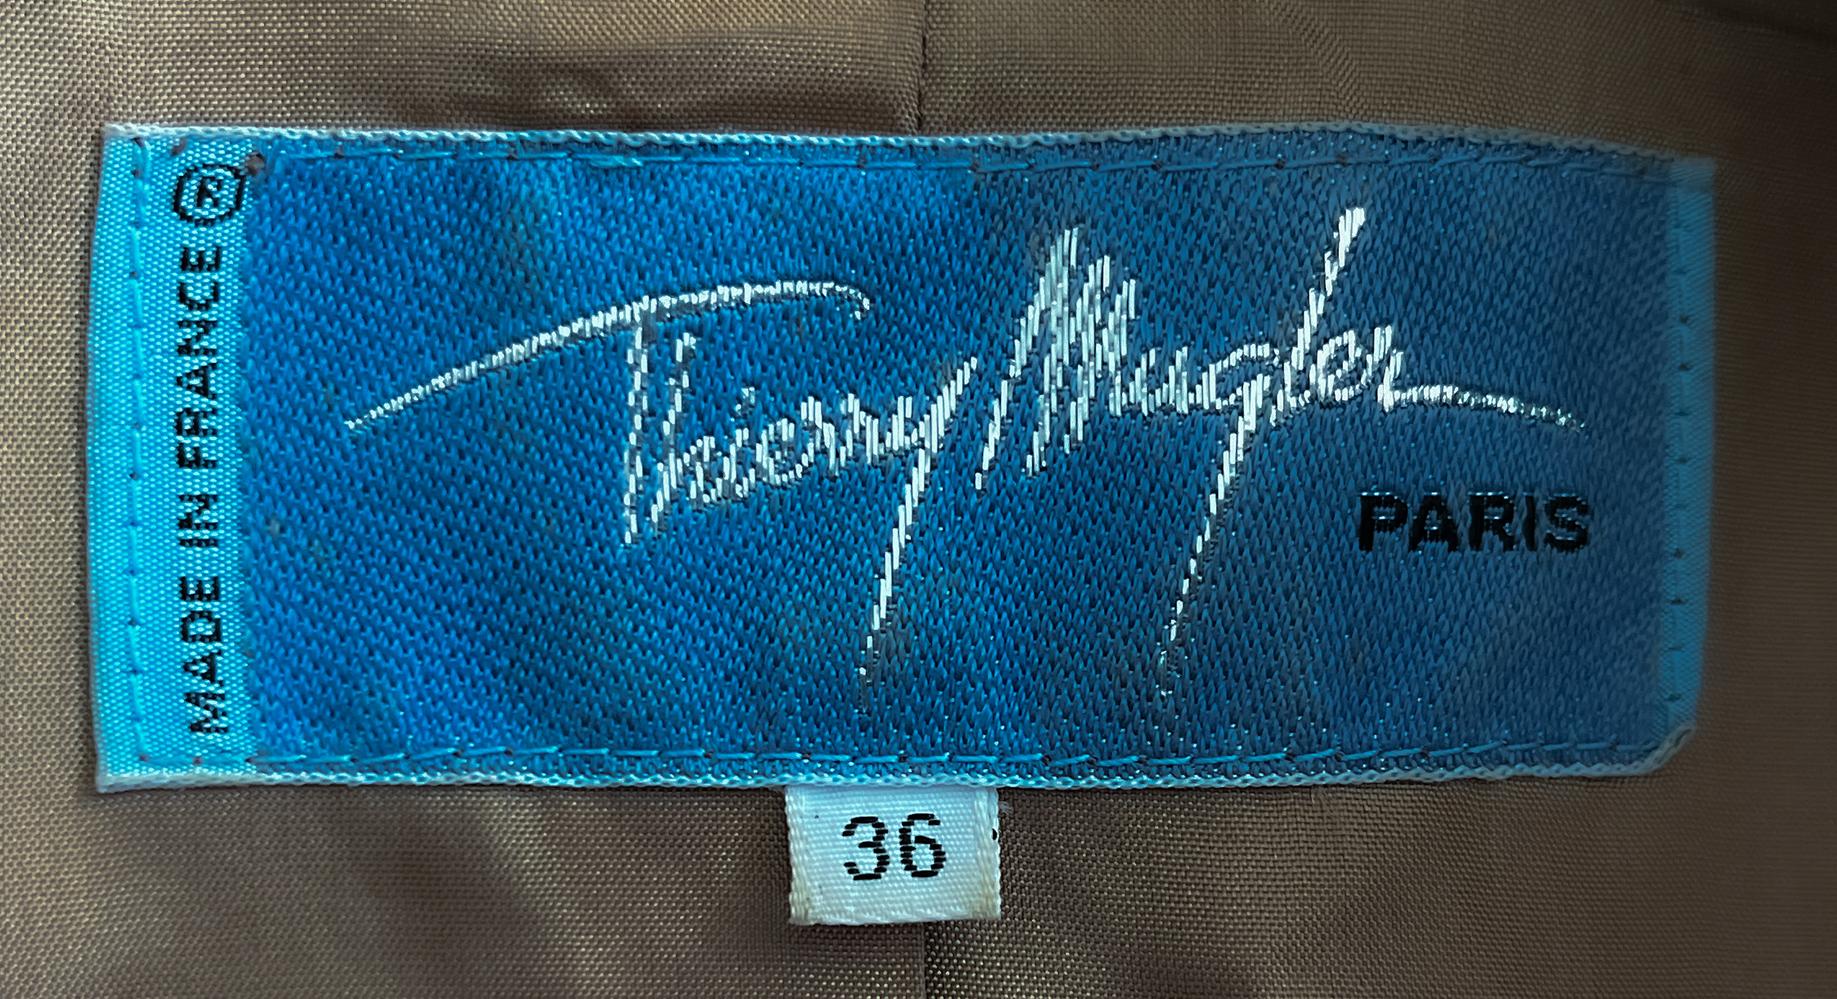 MADE IN FRANCE ®
Thierry Mugler
PARIS
36